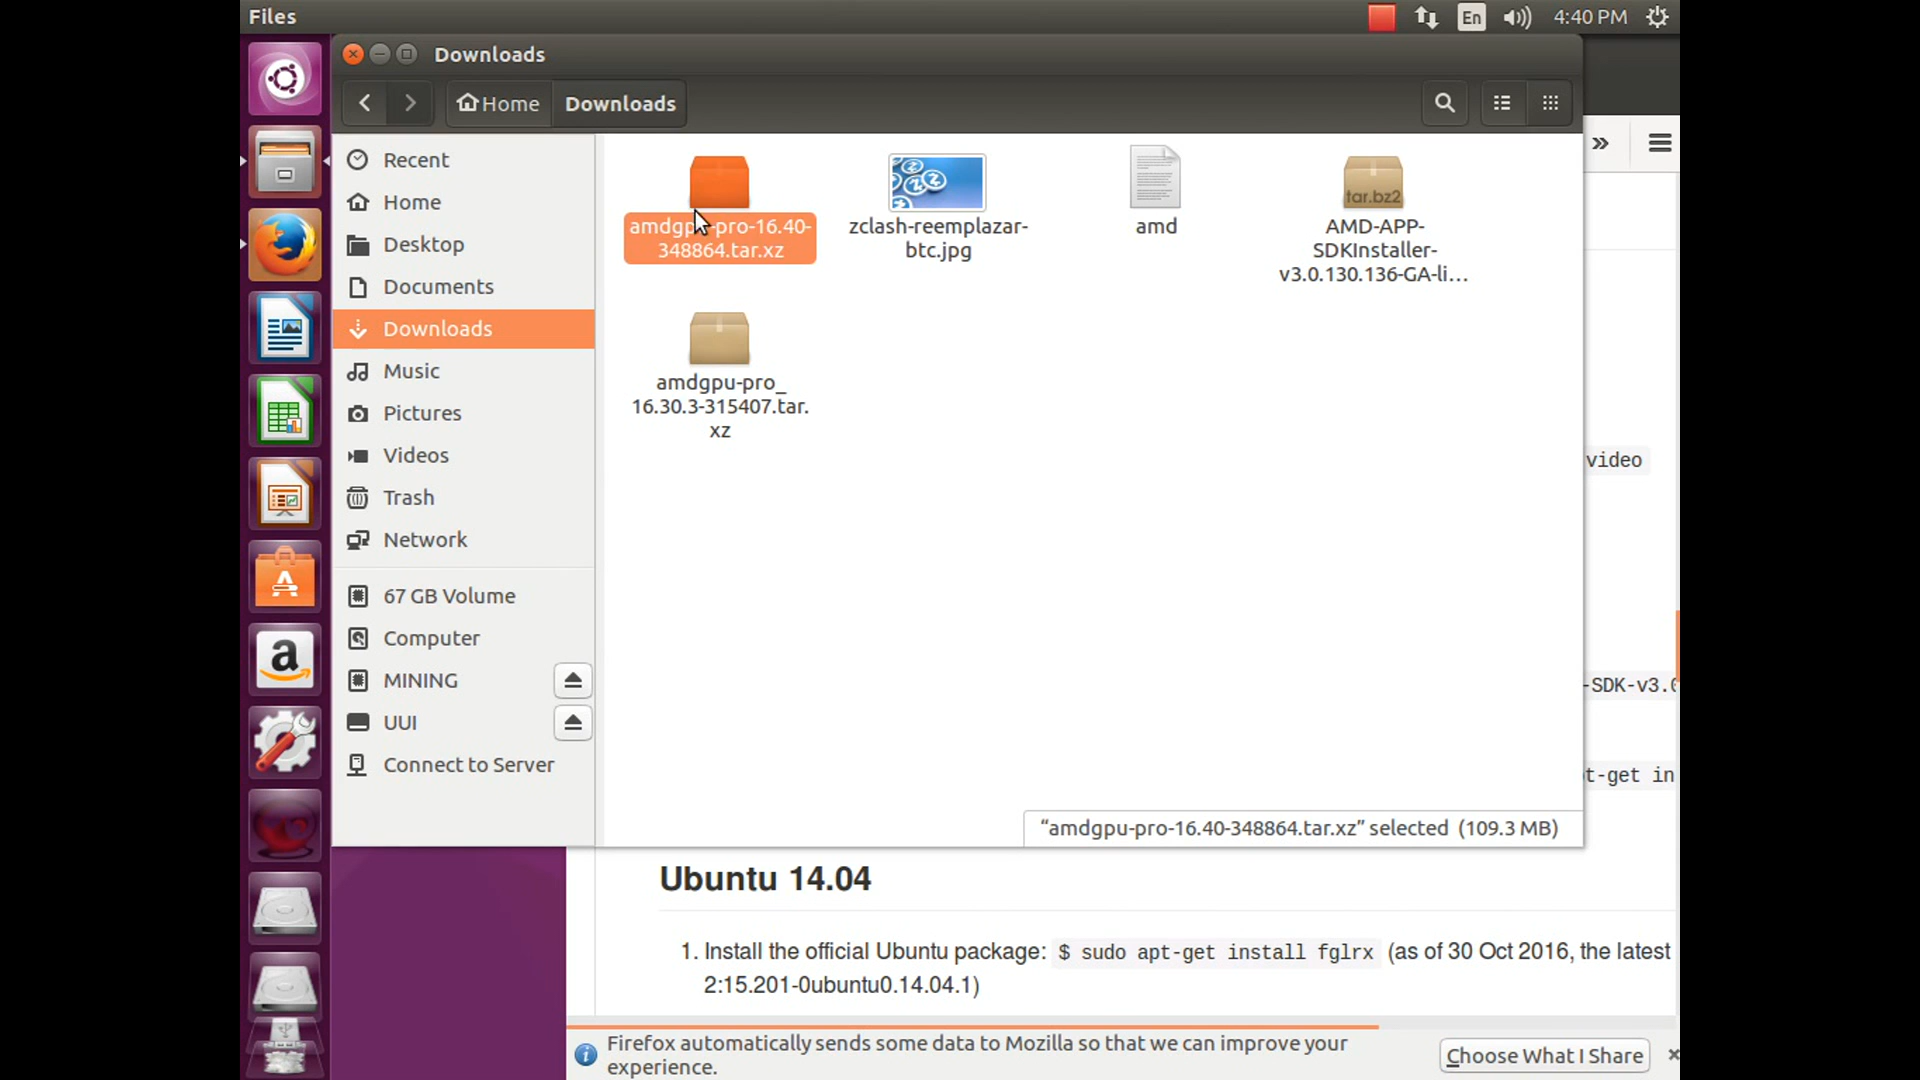 Files
En
4:40 PM
Downloads
Home
Downloads
Recent
Home
Desktop
Documents
Downloads
Music
Pictures
Videos
Trash
Network
67 GB Volume
Computer
MINING
UUI
Connect to Server
amdgpu-pro-16.40-
348864.tar.xz
zclash-reemplazar-
btc.jpg
amd
tar.bz2
AMD-APP-
SDKInstaller-
v3.0.130.136-GA-li...
amdgpu-pro_
16.30.3-315407.tar.
xz
"amdgpu-pro-16.40-348864.tar.xz" selected (109.3 MB)
video
-SDK-v3.0
t-get in
Ubuntu 14.04
1. Install the official Ubuntu package: $ sudo apt-get install fglrx (as of 30 Oct 2016, the latest
2:15.201-0ubuntu0.14.04.1)
Firefox automatically sends some data to Mozilla so that we can improve your
experience.
Choose What I Share